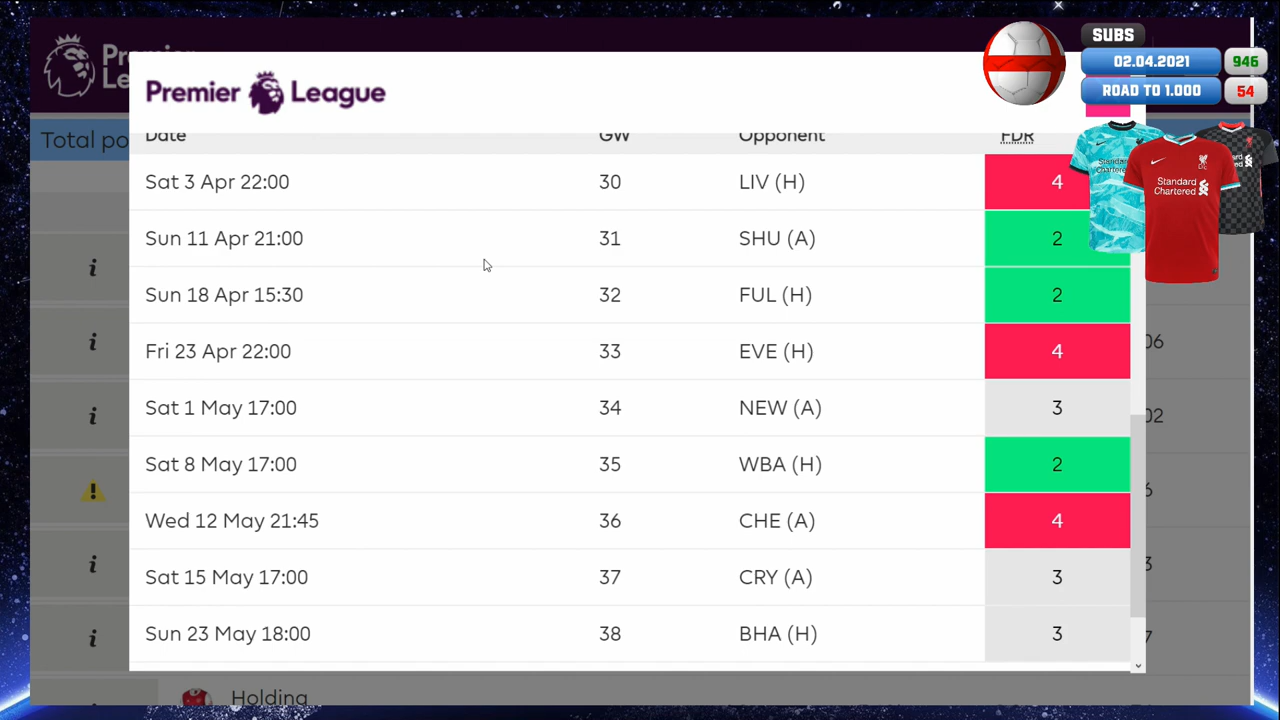 SUBS
02.04.2021 946
ROAD TO 1.000 54
Premier League
Total po
Date GW Opponent FDR
Sat 3 Apr 22:00 30 LIV (H) 4
Sun 11 Apr 21:00 31 SHU (A) 2
Sun 18 Apr 15:30 32 FUL (H) 2
Fri 23 Apr 22:00 33 EVE (H) 4
Sat 1 May 17:00 34 NEW (A) 3
Sat 8 May 17:00 35 WBA (H) 2
Wed 12 May 21:45 36 CHE (A) 4
Sat 15 May 17:00 37 CRY (A) 3
Sun 23 May 18:00 38 BHA (H) 3
Holding
Standard
Chartered